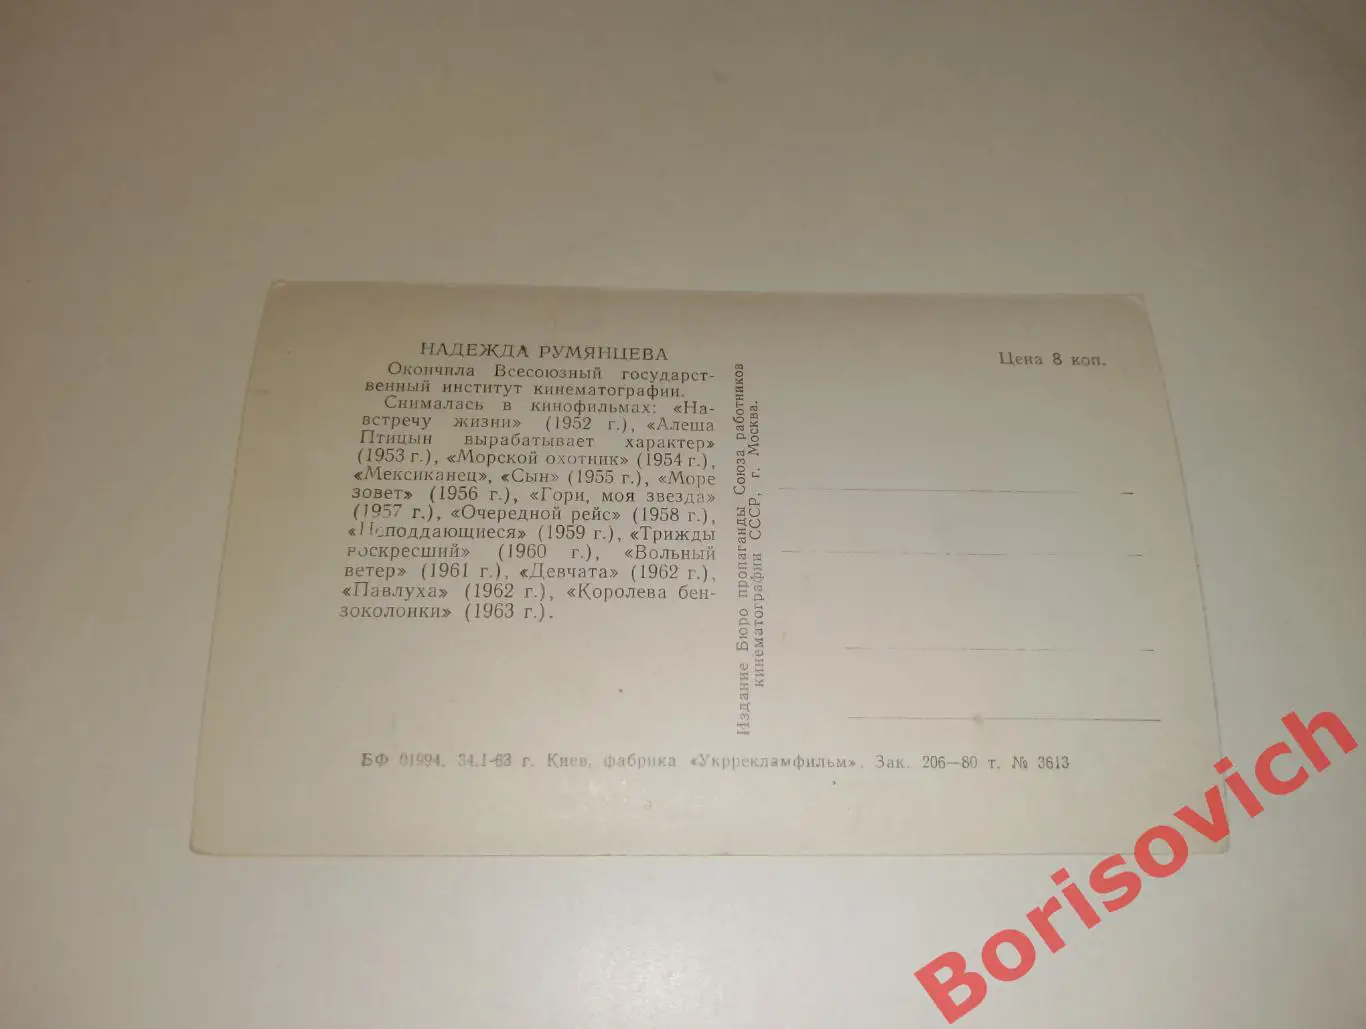 НАДЕЖДА РУМЯНЦЕВА
Окончила Всесоюзный государст-
венный институт кинематографии.
Снималась в кинофильмах: «На-
встречу жизни» (1952 г.), «Алеша
Птицын вырабатывает характер»
(1953 г.), «Морской охотник» (1954 г.),
«Мексиканец», «Сын» (1955 г.), «Море
зовет» (1956 г.), «Гори, моя звезда»
(1957 г.), «Очередной рейс» (1958 г.),
«Неподдающиеся» (1959 г.), «Трижды
воскресший» (1960 г.), «Вольный
ветер» (1961 г.), «Девчата» (1962 г.),
«Павлуха» (1962 г.), «Королева бен-
зоколонки» (1963 г.).
Издание Бюро пропаганды Союза работников
кинематографии СССР, г. Москва.
Цена 8 коп.
БФ 01994. 34.1-63 г. Киев, фабрика «Укррекламфильм». Зак. 206—80 т. № 3613
Borisovich